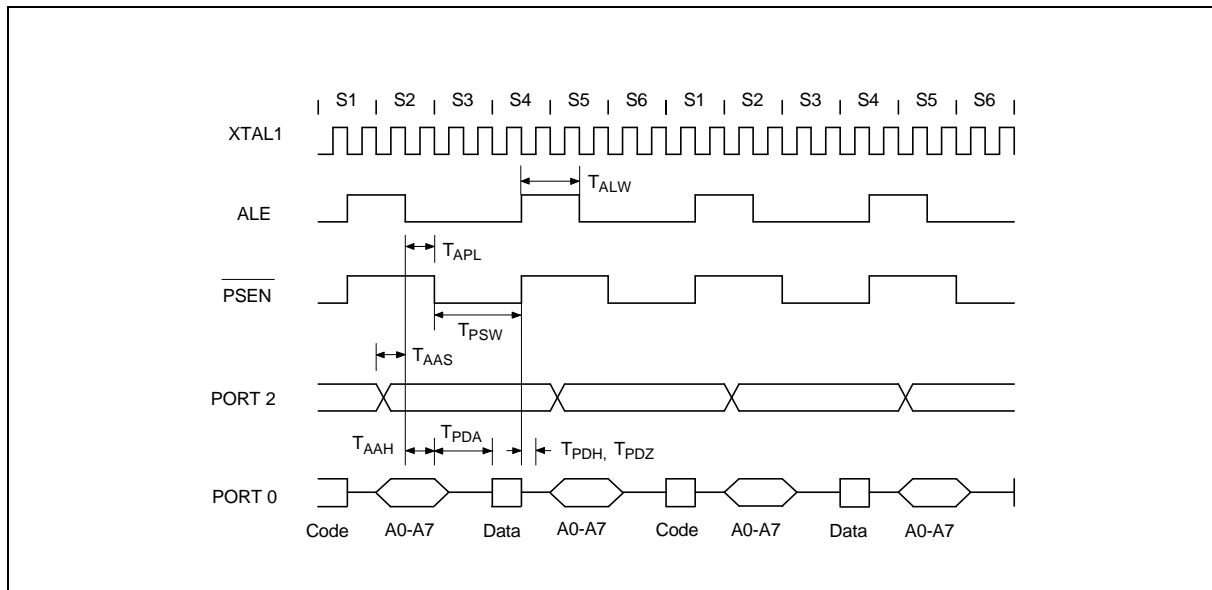 S1 S2 S3 S4 S5 S6 S1 S2 S3 S4 S5 S6
XTAL1
TALW
ALE
TAPL
PSEN
TPSW
TAAS
PORT 2
TAAH TPDA TPDH, TPDZ
PORT 0
Code A0-A7 Data A0-A7 Code A0-A7 Data A0-A7